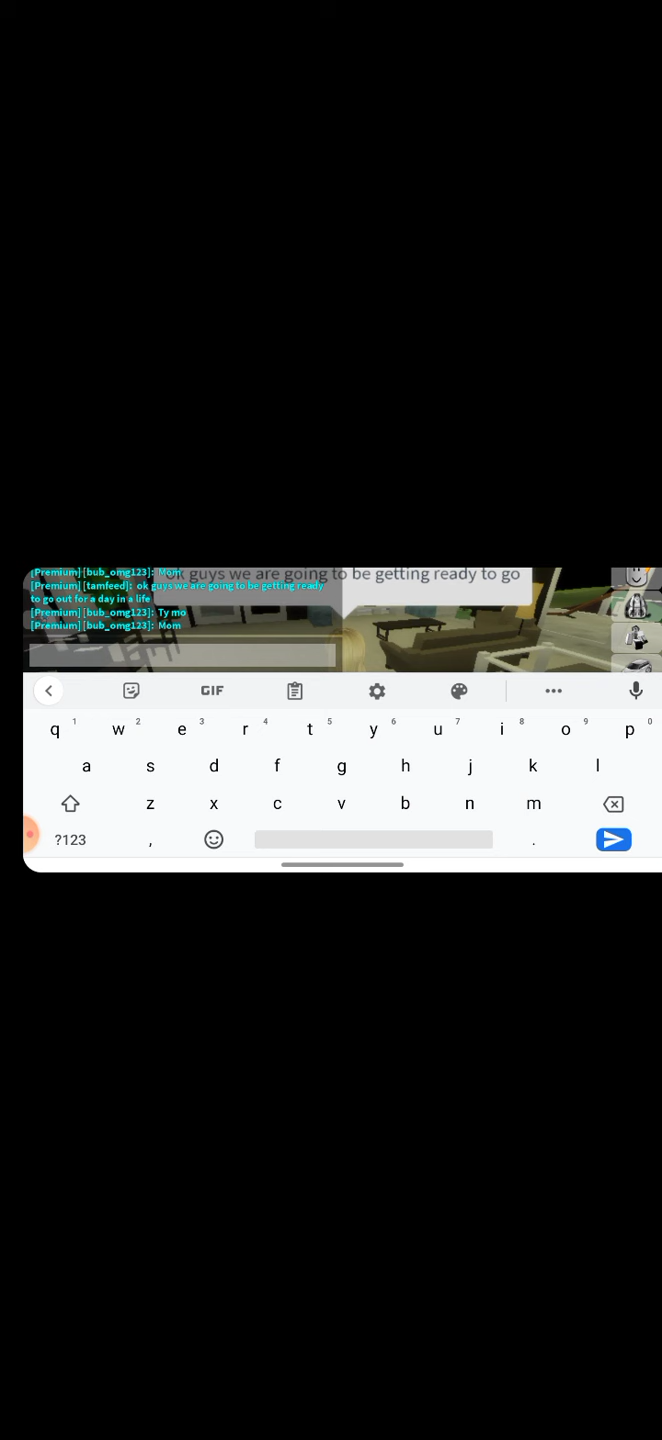 [Premium] [bub_omg123]: Mom
[Premium] [tamfeed]: ok guys we are going to be getting ready
to go out for a day in a life
[Premium] [bub_omg123]: Ty mo
[Premium] [bub_omg123]: Mom
ok guys we are going to be getting ready to go
GIF
q 1 w 2 e 3 r 4 t 5 y 6 u 7 i 8 o 9 p 0
a s d f g h j k l
z x c v b n m
?123 , .